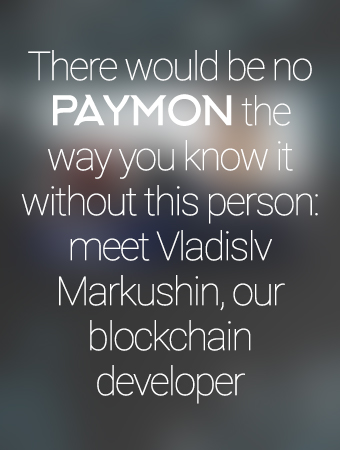 There would be no
PAYMON the
way you know it
without this person:
meet Vladislv
Markushin, our
blockchain
developer